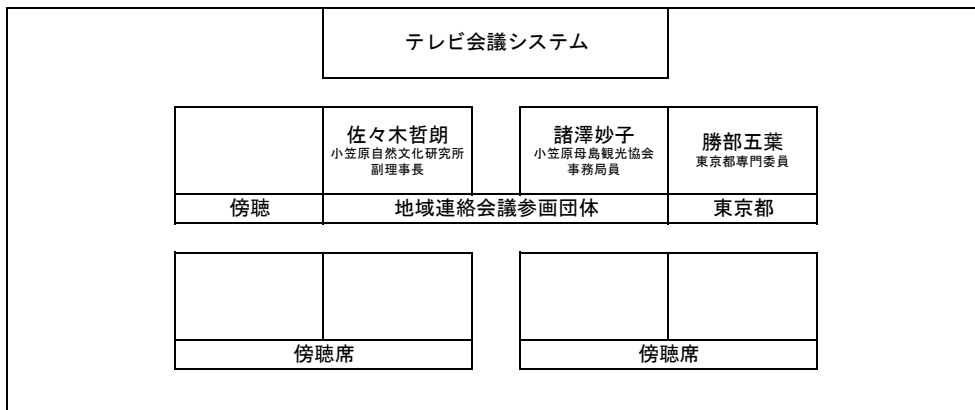 テレビ会議システム
佐々木哲朗
小笠原自然文化研究所
副理事長
諸澤妙子
小笠原母島観光協会
事務局員
勝部五葉
東京都専門委員
傍聴
地域連絡会議参画団体
東京都
傍聴席
傍聴席